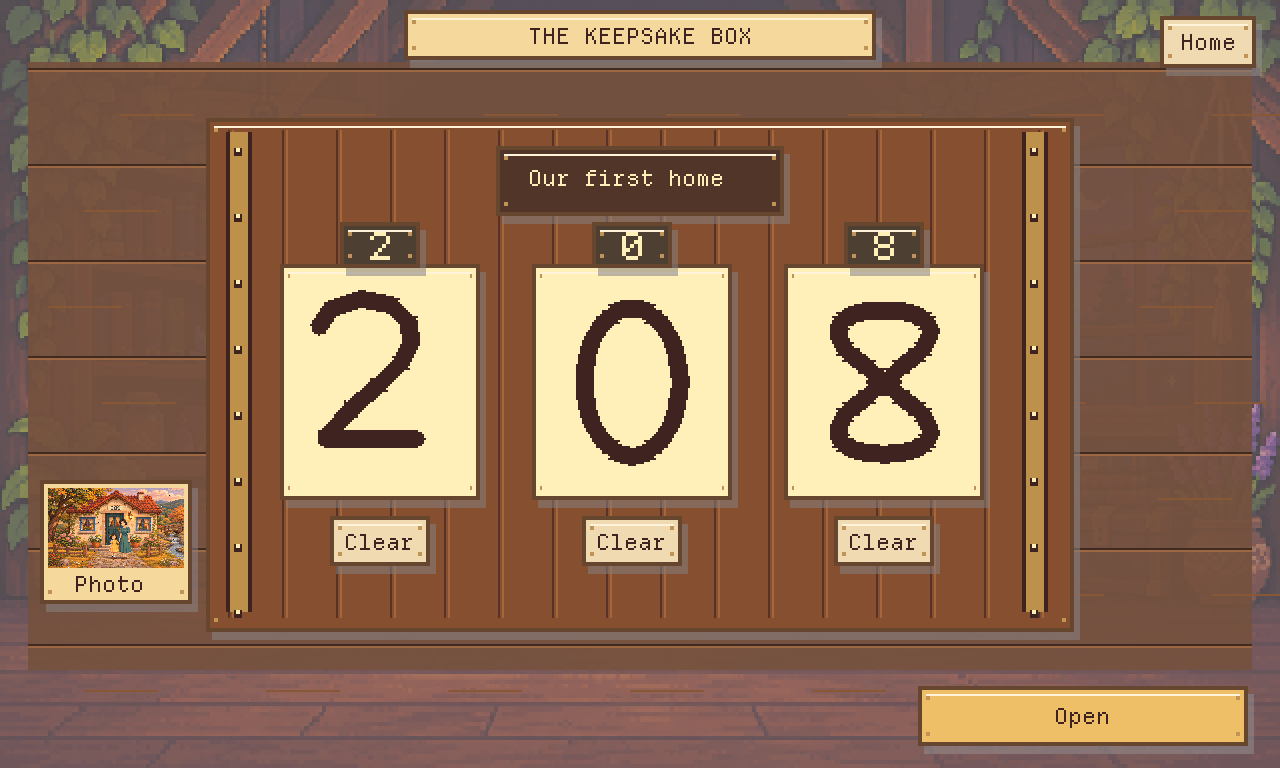 THE KEEPSAKE BOX
Home
Our first home
2 0 8
2 0 8
Clear Clear Clear
Photo
Open